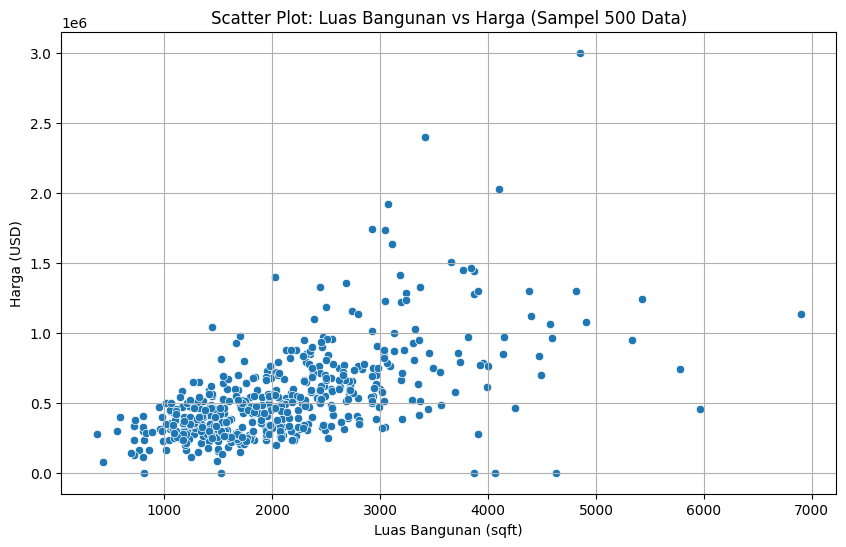 Scatter Plot: Luas Bangunan vs Harga (Sampel 500 Data)
1e6
3.0
2.5
2.0
1.5
1.0
0.5
0.0
Harga (USD)
1000 2000 3000 4000 5000 6000 7000
Luas Bangunan (sqft)